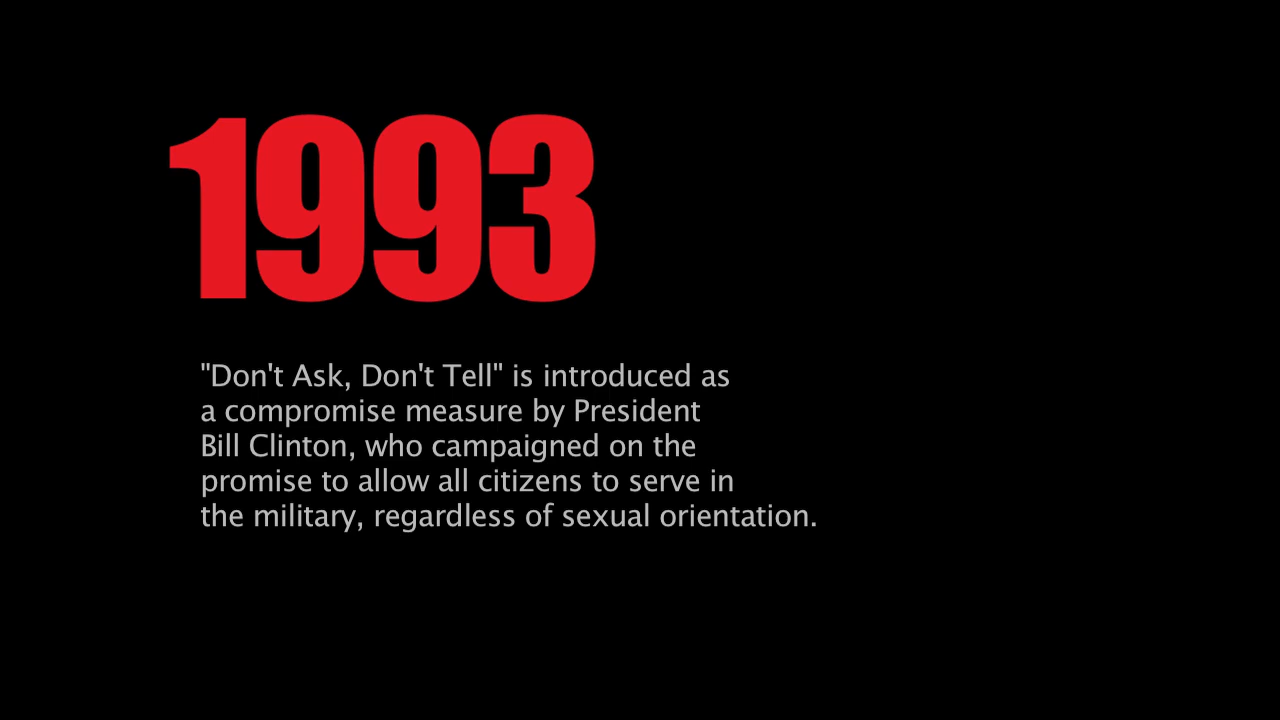 1993
"Don't Ask, Don't Tell" is introduced as
a compromise measure by President
Bill Clinton, who campaigned on the
promise to allow all citizens to serve in
the military, regardless of sexual orientation.